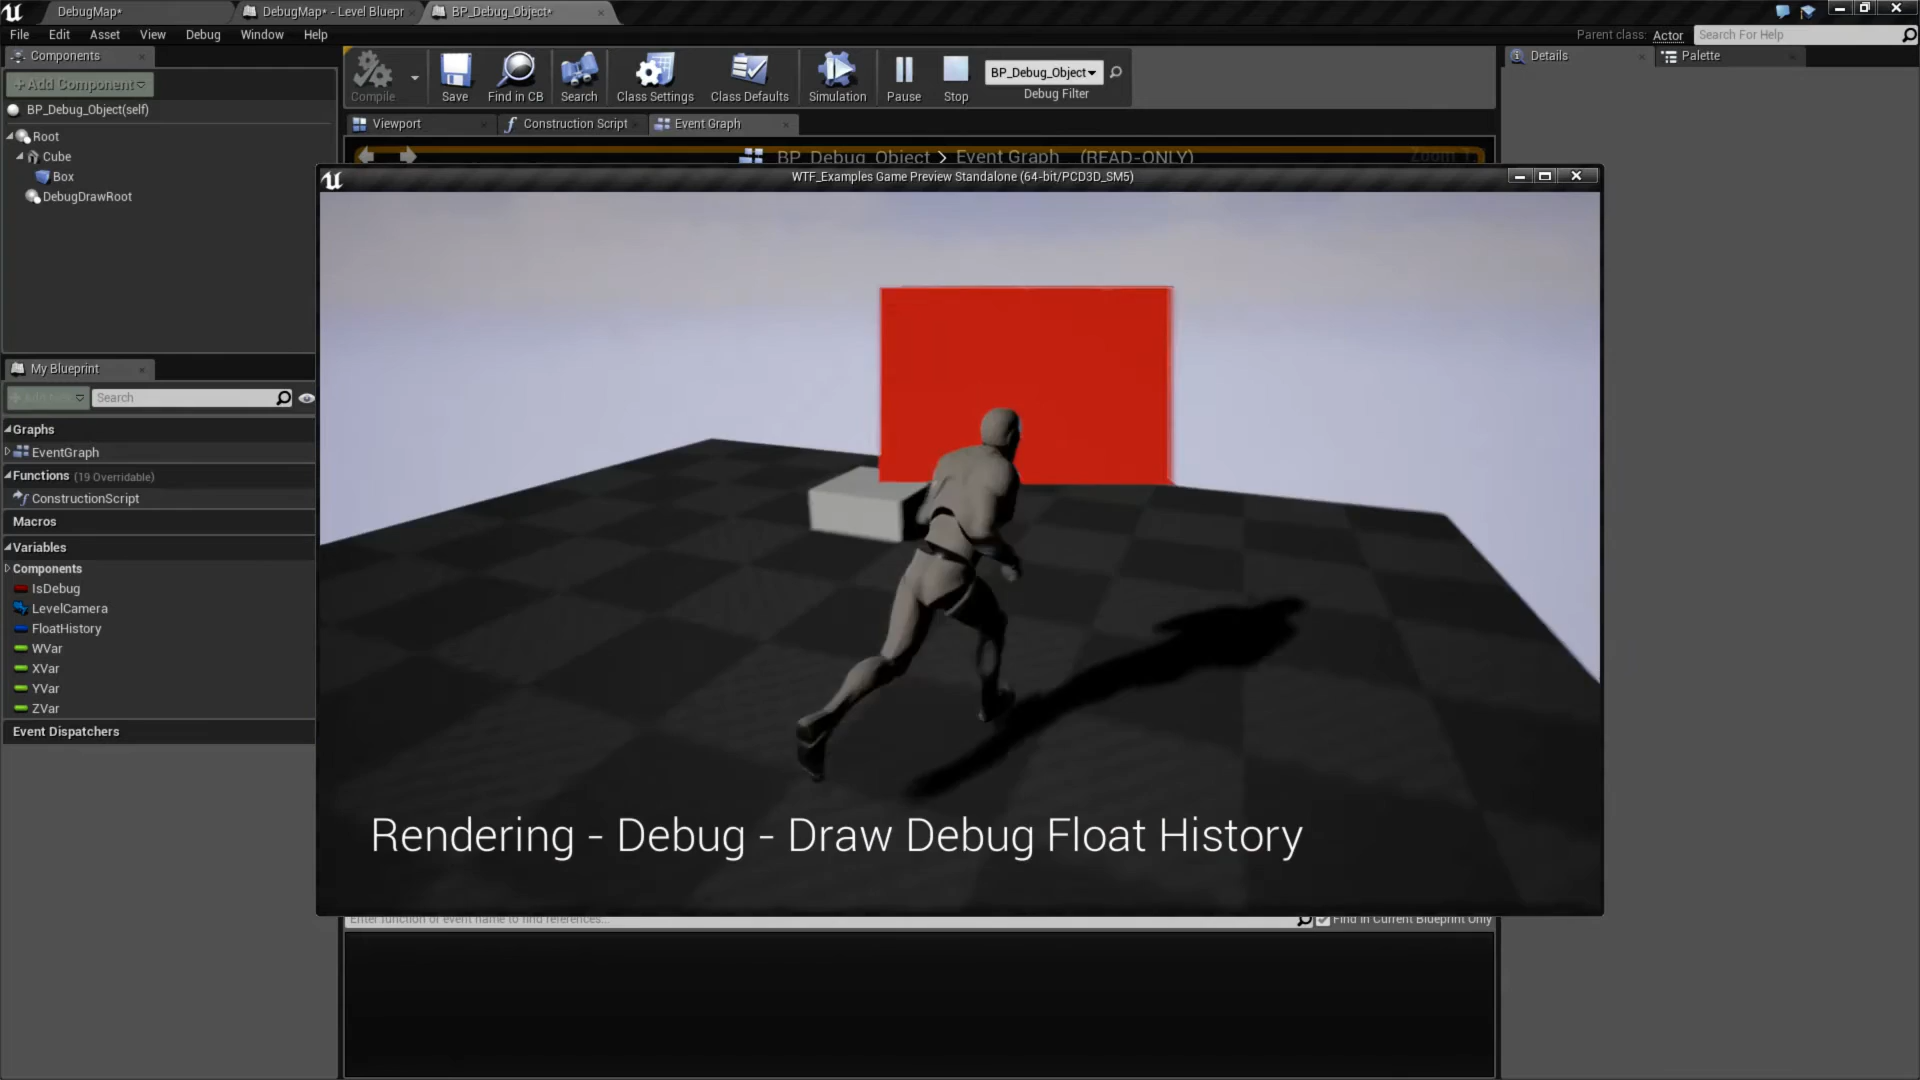 DebugMap*
DebugMap* - Level Bluepr
BP_Debug_Object*
File Edit Asset View Debug Window Help
Parent class: Actor
Search For Help
Components
+Add Component
BP_Debug_Object(self)
Root
Cube
Box
DebugDrawRoot
Compile
Save
Find in CB
Search
Class Settings
Class Defaults
Simulation
Pause
Stop
BP_Debug_Object
Debug Filter
Details
Palette
Viewport
Construction Script
Event Graph
BP_Debug_Object > Event Graph (READ-ONLY)
WTF_Examples Game Preview Standalone (64-bit/PCD3D_SM5)
My Blueprint
Search
Graphs
EventGraph
Functions (19 Overridable)
ConstructionScript
Macros
Variables
Components
IsDebug
LevelCamera
FloatHistory
WVar
XVar
YVar
ZVar
Event Dispatchers
Rendering - Debug - Draw Debug Float History
Enter function or event name to find references...
Find in Current Blueprint Only